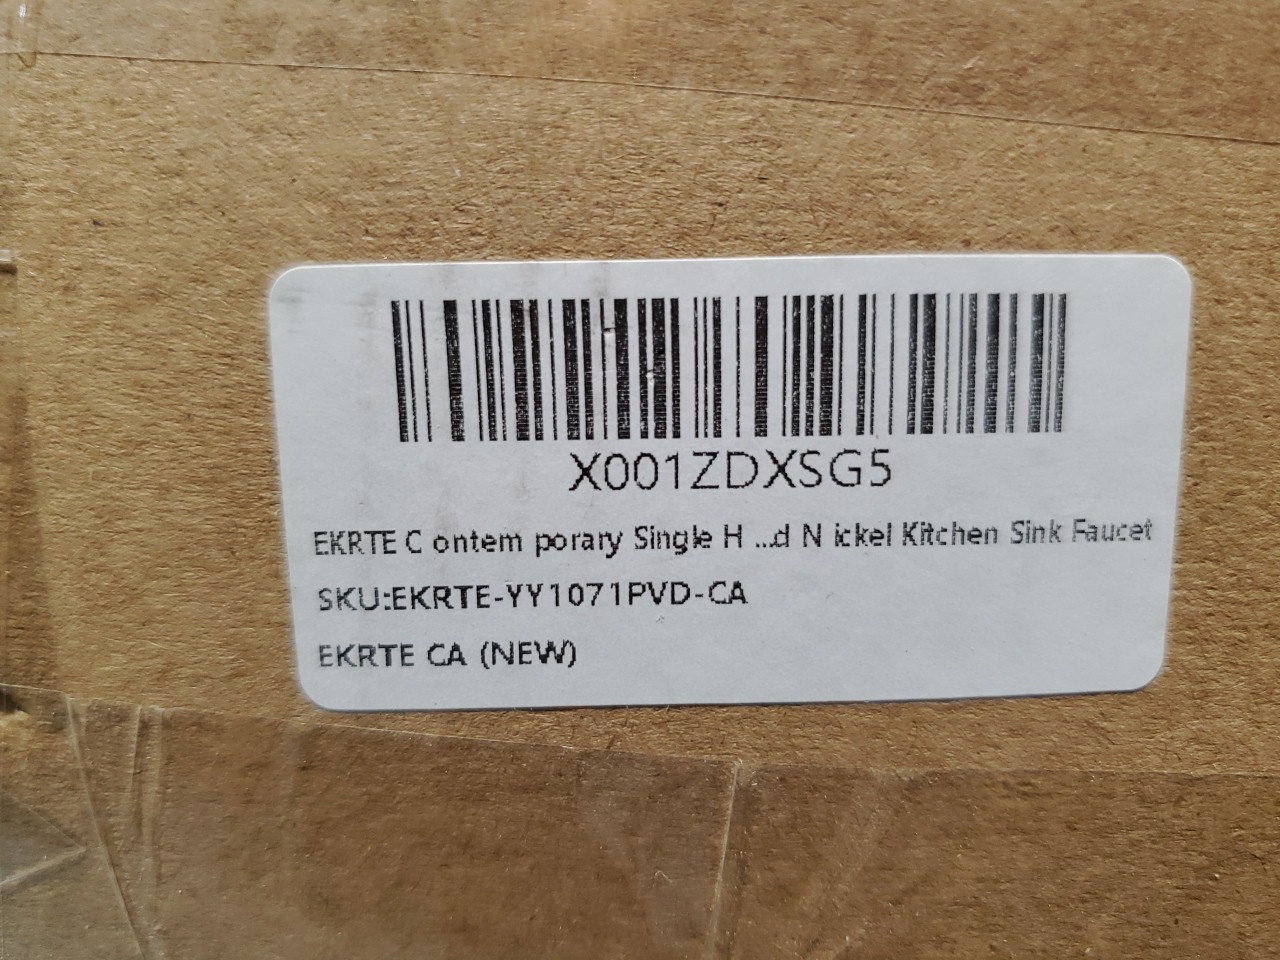 X001ZDXSG5
EKRTE C ontem porary Single H ...d N ickel Kitchen Sink Faucet
SKU:EKRTE-YY1071PVD-CA
EKRTE CA (NEW)